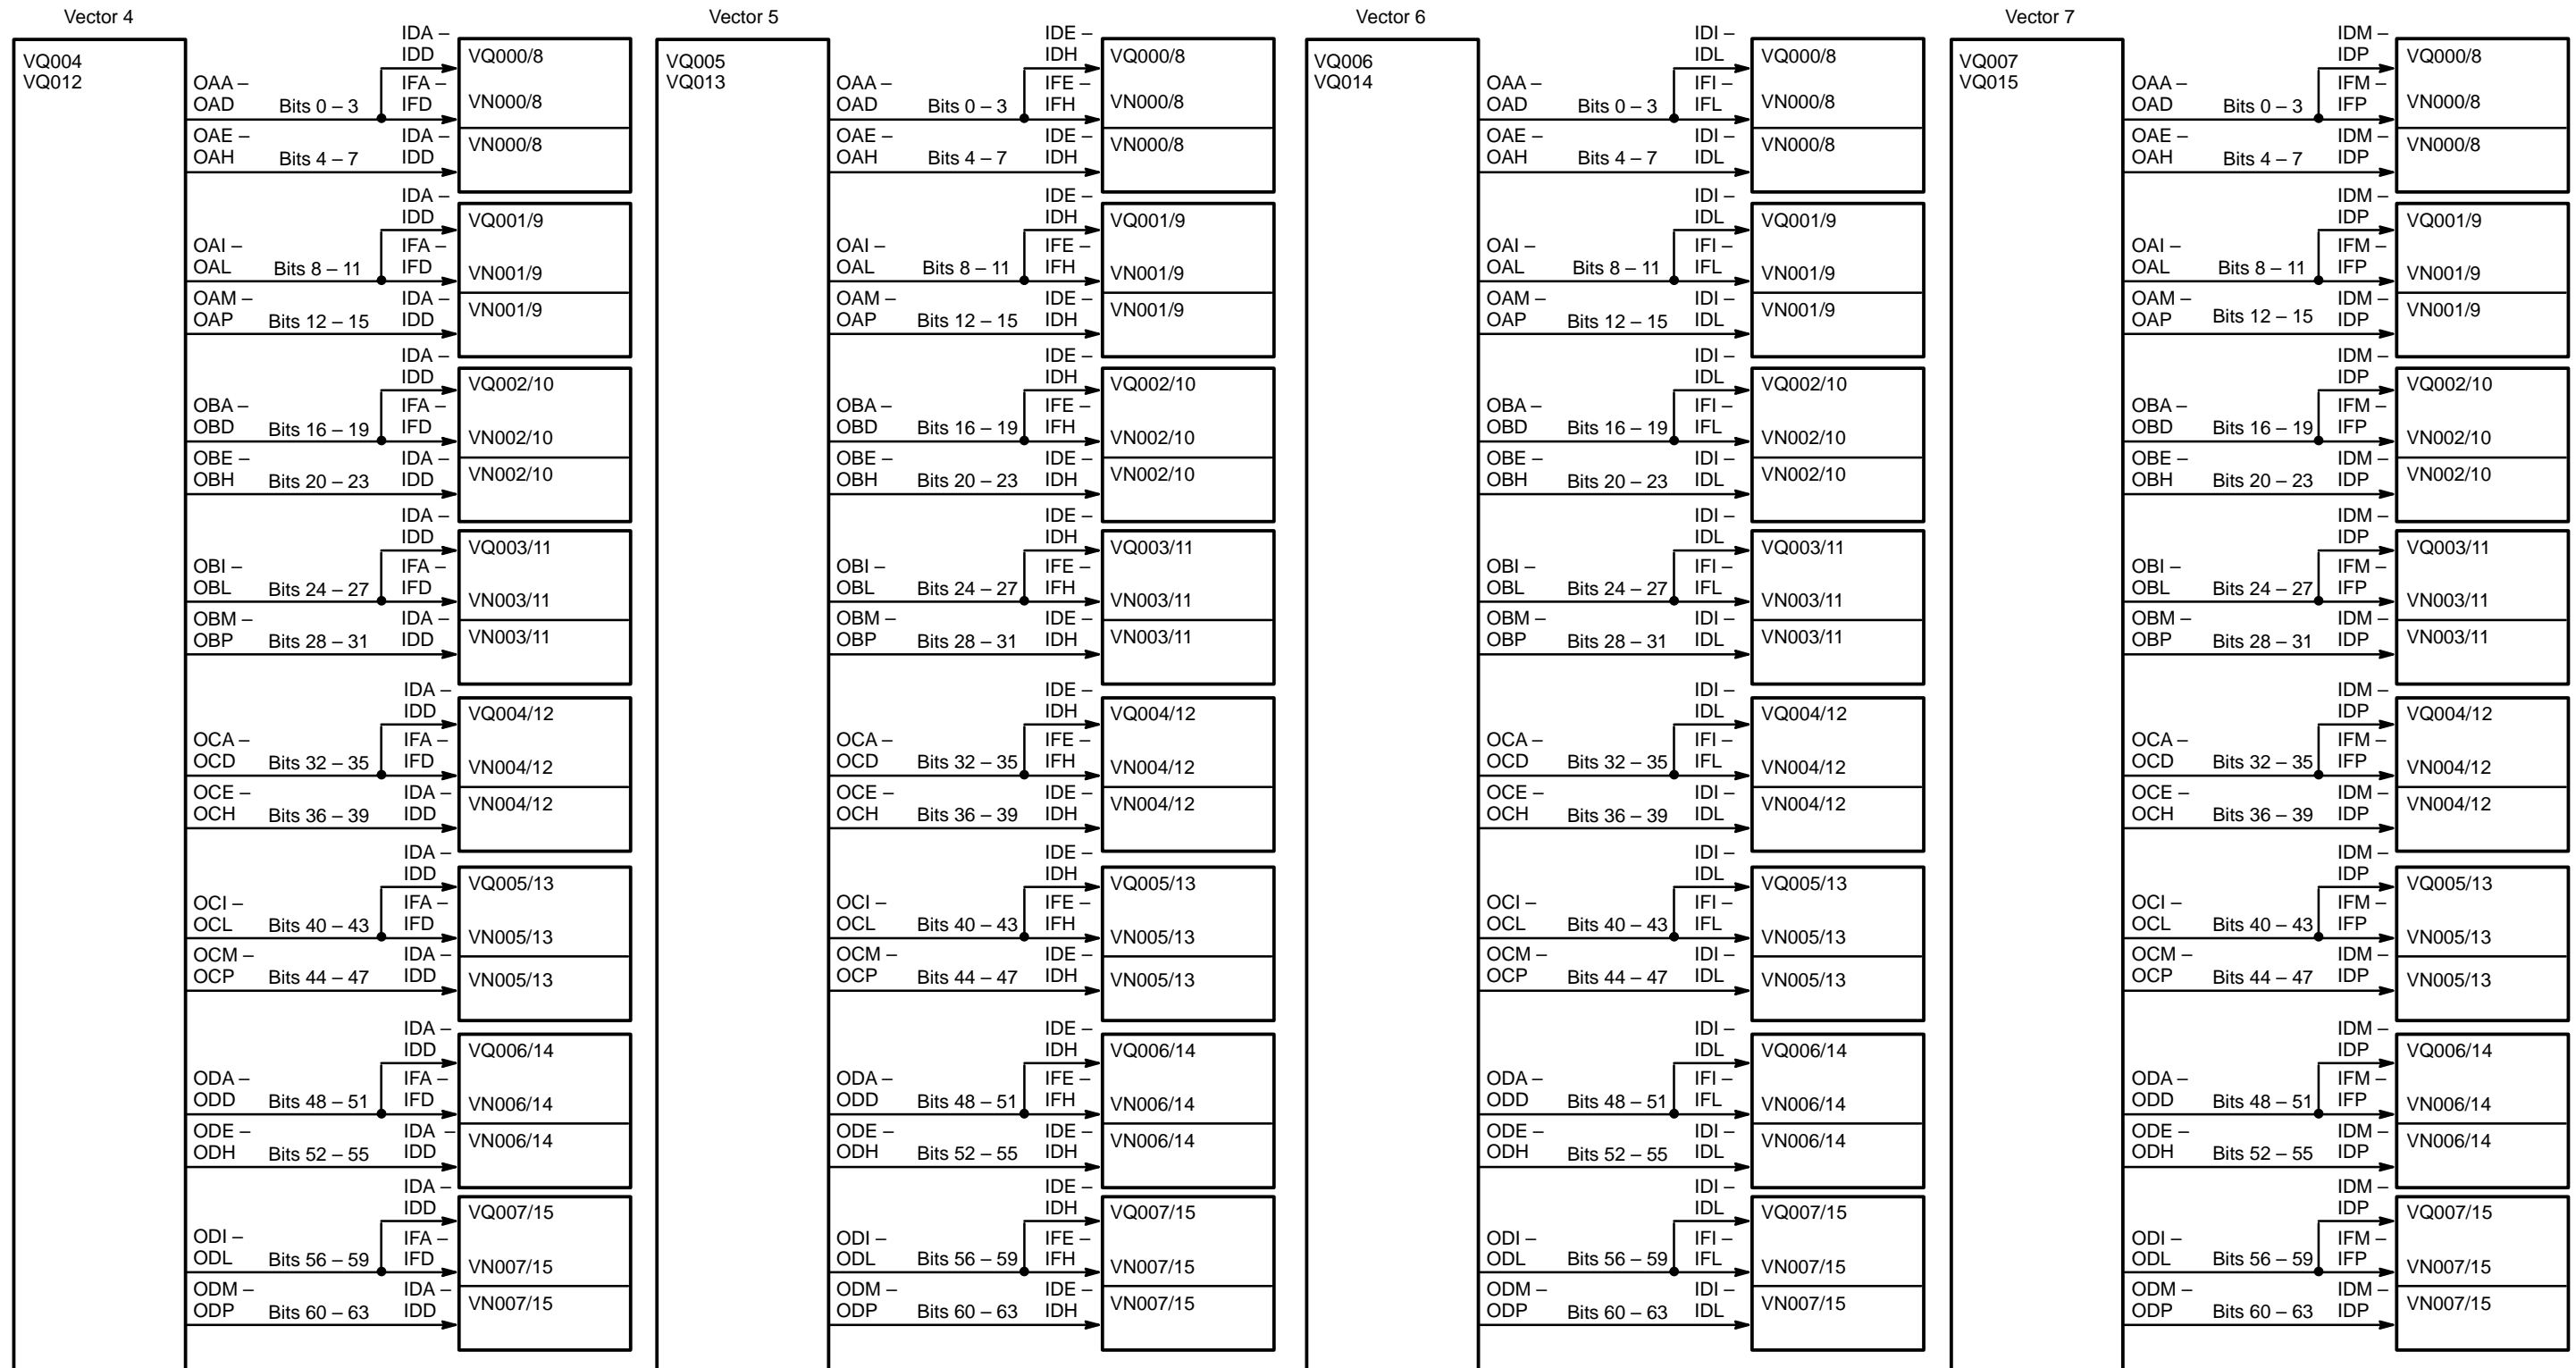 Vector 4
VQ004
VQ012
IDA –
IDD
VQ000/8
OAA –
OAD
Bits 0 – 3
IFA –
IFD
VN000/8
OAE –
OAH
Bits 4 – 7
IDA –
IDD
VN000/8
IDA –
IDD
VQ001/9
OAI –
OAL
Bits 8 – 11
IFA –
IFD
VN001/9
OAM –
OAP
Bits 12 – 15
IDA –
IDD
VN001/9
IDA –
IDD
VQ002/10
OBA –
OBD
Bits 16 – 19
IFA –
IFD
VN002/10
OBE –
OBH
Bits 20 – 23
IDA –
IDD
VN002/10
IDA –
IDD
VQ003/11
OBI –
OBL
Bits 24 – 27
IFA –
IFD
VN003/11
OBM –
OBP
Bits 28 – 31
IDA –
IDD
VN003/11
IDA –
IDD
VQ004/12
OCA –
OCD
Bits 32 – 35
IFA –
IFD
VN004/12
OCE –
OCH
Bits 36 – 39
IDA –
IDD
VN004/12
IDA –
IDD
VQ005/13
OCI –
OCL
Bits 40 – 43
IFA –
IFD
VN005/13
OCM –
OCP
Bits 44 – 47
IDA –
IDD
VN005/13
IDA –
IDD
VQ006/14
ODA –
ODD
Bits 48 – 51
IFA –
IFD
VN006/14
ODE –
ODH
Bits 52 – 55
IDA –
IDD
VN006/14
IDA –
IDD
VQ007/15
ODI –
ODL
Bits 56 – 59
IFA –
IFD
VN007/15
ODM –
ODP
Bits 60 – 63
IDA –
IDD
VN007/15
Vector 5
VQ005
VQ013
IDE –
IDH
VQ000/8
OAA –
OAD
Bits 0 – 3
IFE –
IFH
VN000/8
OAE –
OAH
Bits 4 – 7
IDE –
IDH
VN000/8
IDE –
IDH
VQ001/9
OAI –
OAL
Bits 8 – 11
IFE –
IFH
VN001/9
OAM –
OAP
Bits 12 – 15
IDE –
IDH
VN001/9
IDE –
IDH
VQ002/10
OBA –
OBD
Bits 16 – 19
IFE –
IFH
VN002/10
OBE –
OBH
Bits 20 – 23
IDE –
IDH
VN002/10
IDE –
IDH
VQ003/11
OBI –
OBL
Bits 24 – 27
IFE –
IFH
VN003/11
OBM –
OBP
Bits 28 – 31
IDE –
IDH
VN003/11
IDE –
IDH
VQ004/12
OCA –
OCD
Bits 32 – 35
IFE –
IFH
VN004/12
OCE –
OCH
Bits 36 – 39
IDE –
IDH
VN004/12
IDE –
IDH
VQ005/13
OCI –
OCL
Bits 40 – 43
IFE –
IFH
VN005/13
OCM –
OCP
Bits 44 – 47
IDE –
IDH
VN005/13
IDE –
IDH
VQ006/14
ODA –
ODD
Bits 48 – 51
IFE –
IFH
VN006/14
ODE –
ODH
Bits 52 – 55
IDE –
IDH
VN006/14
IDE –
IDH
VQ007/15
ODI –
ODL
Bits 56 – 59
IFE –
IFH
VN007/15
ODM –
ODP
Bits 60 – 63
IDE –
IDH
VN007/15
Vector 6
VQ006
VQ014
IDI –
IDL
VQ000/8
OAA –
OAD
Bits 0 – 3
IFI –
IFL
VN000/8
OAE –
OAH
Bits 4 – 7
IDI –
IDL
VN000/8
IDI –
IDL
VQ001/9
OAI –
OAL
Bits 8 – 11
IFI –
IFL
VN001/9
OAM –
OAP
Bits 12 – 15
IDI –
IDL
VN001/9
IDI –
IDL
VQ002/10
OBA –
OBD
Bits 16 – 19
IFI –
IFL
VN002/10
OBE –
OBH
Bits 20 – 23
IDI –
IDL
VN002/10
IDI –
IDL
VQ003/11
OBI –
OBL
Bits 24 – 27
IFI –
IFL
VN003/11
OBM –
OBP
Bits 28 – 31
IDI –
IDL
VN003/11
IDI –
IDL
VQ004/12
OCA –
OCD
Bits 32 – 35
IFI –
IFL
VN004/12
OCE –
OCH
Bits 36 – 39
IDI –
IDL
VN004/12
IDI –
IDL
VQ005/13
OCI –
OCL
Bits 40 – 43
IFI –
IFL
VN005/13
OCM –
OCP
Bits 44 – 47
IDI –
IDL
VN005/13
IDI –
IDL
VQ006/14
ODA –
ODD
Bits 48 – 51
IFI –
IFL
VN006/14
ODE –
ODH
Bits 52 – 55
IDI –
IDL
VN006/14
IDI –
IDL
VQ007/15
ODI –
ODL
Bits 56 – 59
IFI –
IFL
VN007/15
ODM –
ODP
Bits 60 – 63
IDI –
IDL
VN007/15
Vector 7
VQ007
VQ015
IDM –
IDP
VQ000/8
OAA –
OAD
Bits 0 – 3
IFM –
IFP
VN000/8
OAE –
OAH
Bits 4 – 7
IDM –
IDP
VN000/8
IDM –
IDP
VQ001/9
OAI –
OAL
Bits 8 – 11
IFM –
IFP
VN001/9
OAM –
OAP
Bits 12 – 15
IDM –
IDP
VN001/9
IDM –
IDP
VQ002/10
OBA –
OBD
Bits 16 – 19
IFM –
IFP
VN002/10
OBE –
OBH
Bits 20 – 23
IDM –
IDP
VN002/10
IDM –
IDP
VQ003/11
OBI –
OBL
Bits 24 – 27
IFM –
IFP
VN003/11
OBM –
OBP
Bits 28 – 31
IDM –
IDP
VN003/11
IDM –
IDP
VQ004/12
OCA –
OCD
Bits 32 – 35
IFM –
IFP
VN004/12
OCE –
OCH
Bits 36 – 39
IDM –
IDP
VN004/12
IDM –
IDP
VQ005/13
OCI –
OCL
Bits 40 – 43
IFM –
IFP
VN005/13
OCM –
OCP
Bits 44 – 47
IDM –
IDP
VN005/13
IDM –
IDP
VQ006/14
ODA –
ODD
Bits 48 – 51
IFM –
IFP
VN006/14
ODE –
ODH
Bits 52 – 55
IDM –
IDP
VN006/14
IDM –
IDP
VQ007/15
ODI –
ODL
Bits 56 – 59
IFM –
IFP
VN007/15
ODM –
ODP
Bits 60 – 63
IDM –
IDP
VN007/15